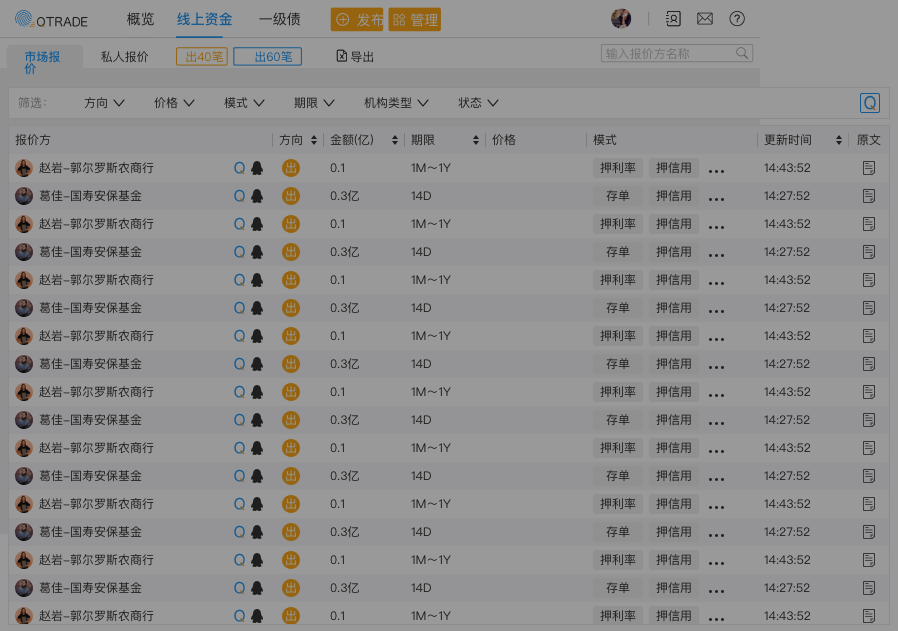 QTRADE 概览 线上资金 一级债 发布 管理
市场报价 私人报价 出40笔 出60笔 导出 输入报价方名称
筛选: 方向 价格 模式 期限 机构类型 状态 Q
报价方 方向 金额(亿) 期限 价格 模式 更新时间 原文
赵岩-郭尔罗斯农商行 Q 出 0.1 1M～1Y 押利率 押信用 ... 14:43:52
葛佳-国寿安保基金 Q 出 0.3亿 14D 存单 押信用 ... 14:27:52
赵岩-郭尔罗斯农商行 Q 出 0.1 1M～1Y 押利率 押信用 ... 14:43:52
葛佳-国寿安保基金 Q 出 0.3亿 14D 存单 押信用 ... 14:27:52
赵岩-郭尔罗斯农商行 Q 出 0.1 1M～1Y 押利率 押信用 ... 14:43:52
葛佳-国寿安保基金 Q 出 0.3亿 14D 存单 押信用 ... 14:27:52
赵岩-郭尔罗斯农商行 Q 出 0.1 1M～1Y 押利率 押信用 ... 14:43:52
葛佳-国寿安保基金 Q 出 0.3亿 14D 存单 押信用 ... 14:27:52
赵岩-郭尔罗斯农商行 Q 出 0.1 1M～1Y 押利率 押信用 ... 14:43:52
葛佳-国寿安保基金 Q 出 0.3亿 14D 存单 押信用 ... 14:27:52
赵岩-郭尔罗斯农商行 Q 出 0.1 1M～1Y 押利率 押信用 ... 14:43:52
葛佳-国寿安保基金 Q 出 0.3亿 14D 存单 押信用 ... 14:27:52
赵岩-郭尔罗斯农商行 Q 出 0.1 1M～1Y 押利率 押信用 ... 14:43:52
葛佳-国寿安保基金 Q 出 0.3亿 14D 存单 押信用 ... 14:27:52
赵岩-郭尔罗斯农商行 Q 出 0.1 1M～1Y 押利率 押信用 ... 14:43:52
葛佳-国寿安保基金 Q 出 0.3亿 14D 存单 押信用 ... 14:27:52
赵岩-郭尔罗斯农商行 Q 出 0.1 1M～1Y 押利率 押信用 ... 14:43:52